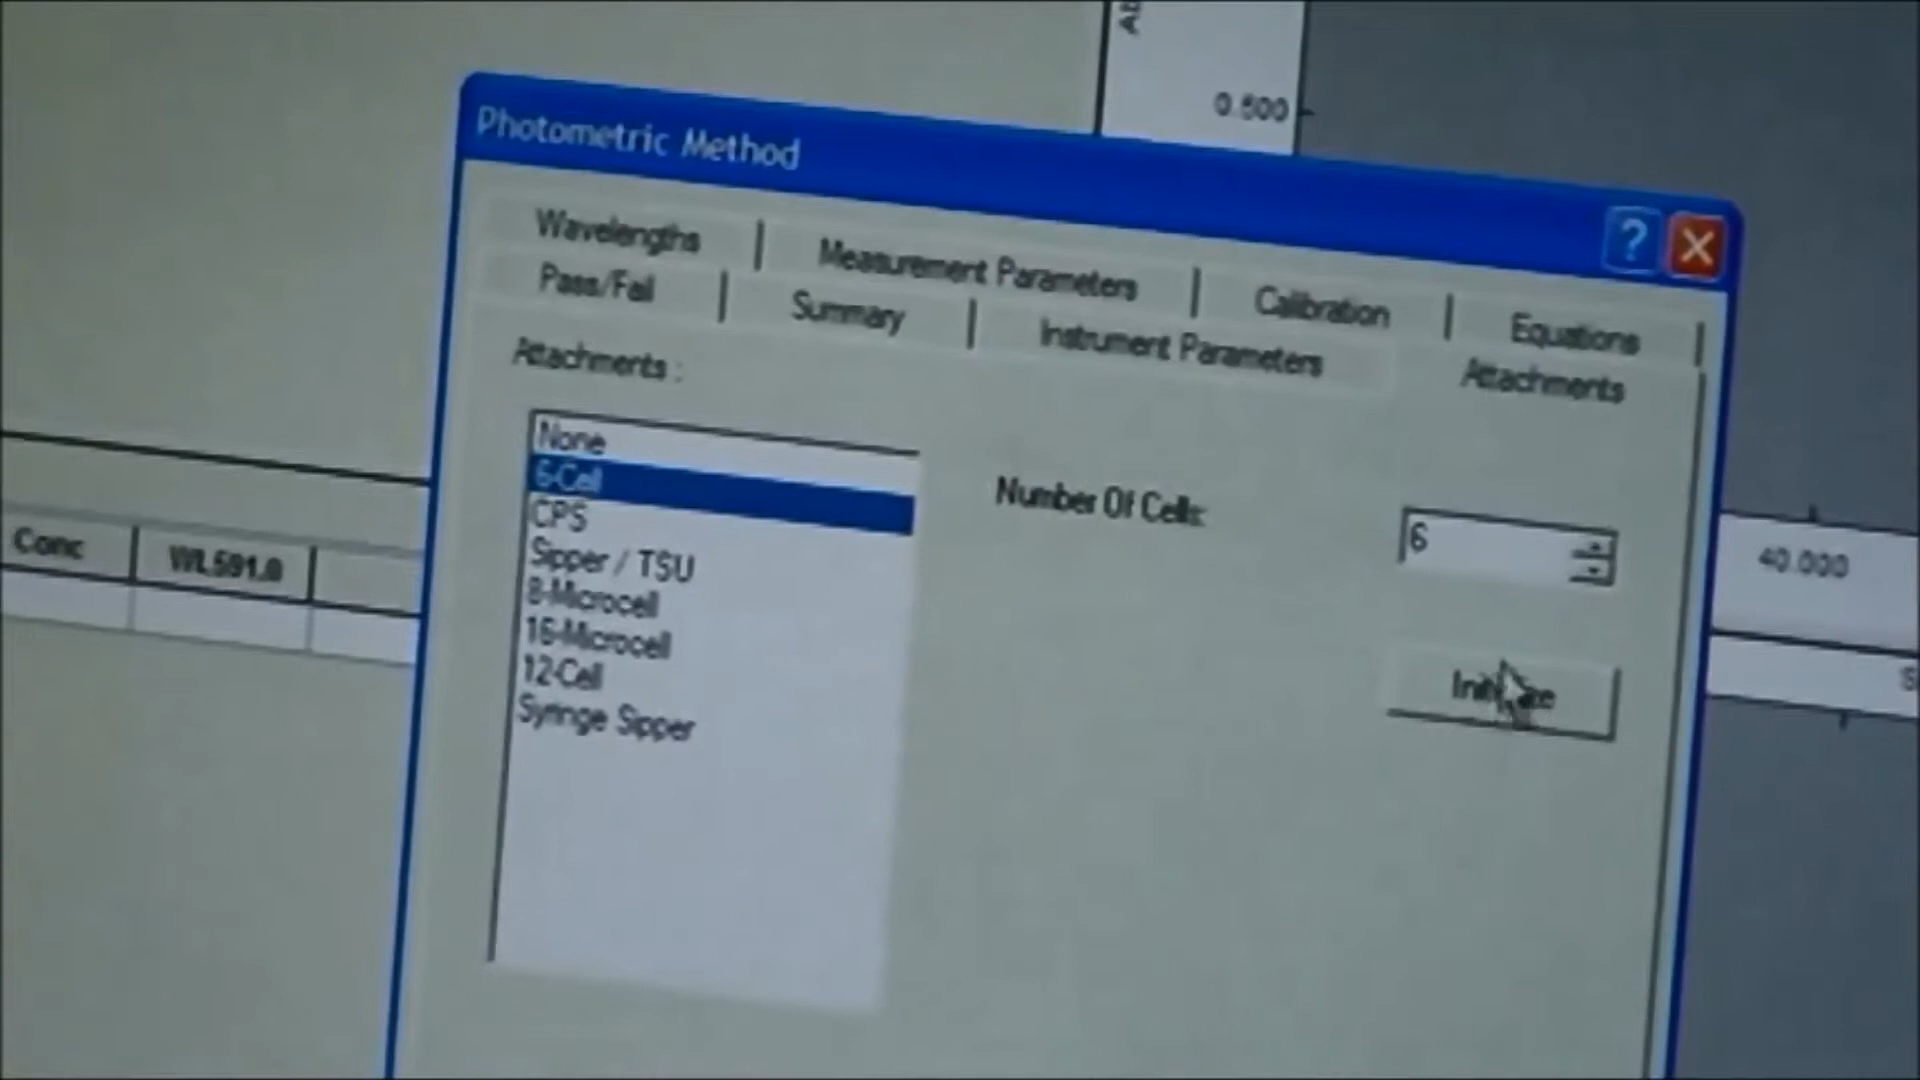 0.500
Photometric Method
Wavelengths
Measurement Parameters
Calibration
Equations
Pass/Fail
Summary
Instrument Parameters
Attachments
Attachments :
None
6-Cell
CPS
Sipper / TSU
8-Microcell
16-Microcell
12-Cell
Syringe Sipper
Number Of Cells:
6
Conc
WL591.0
40.000